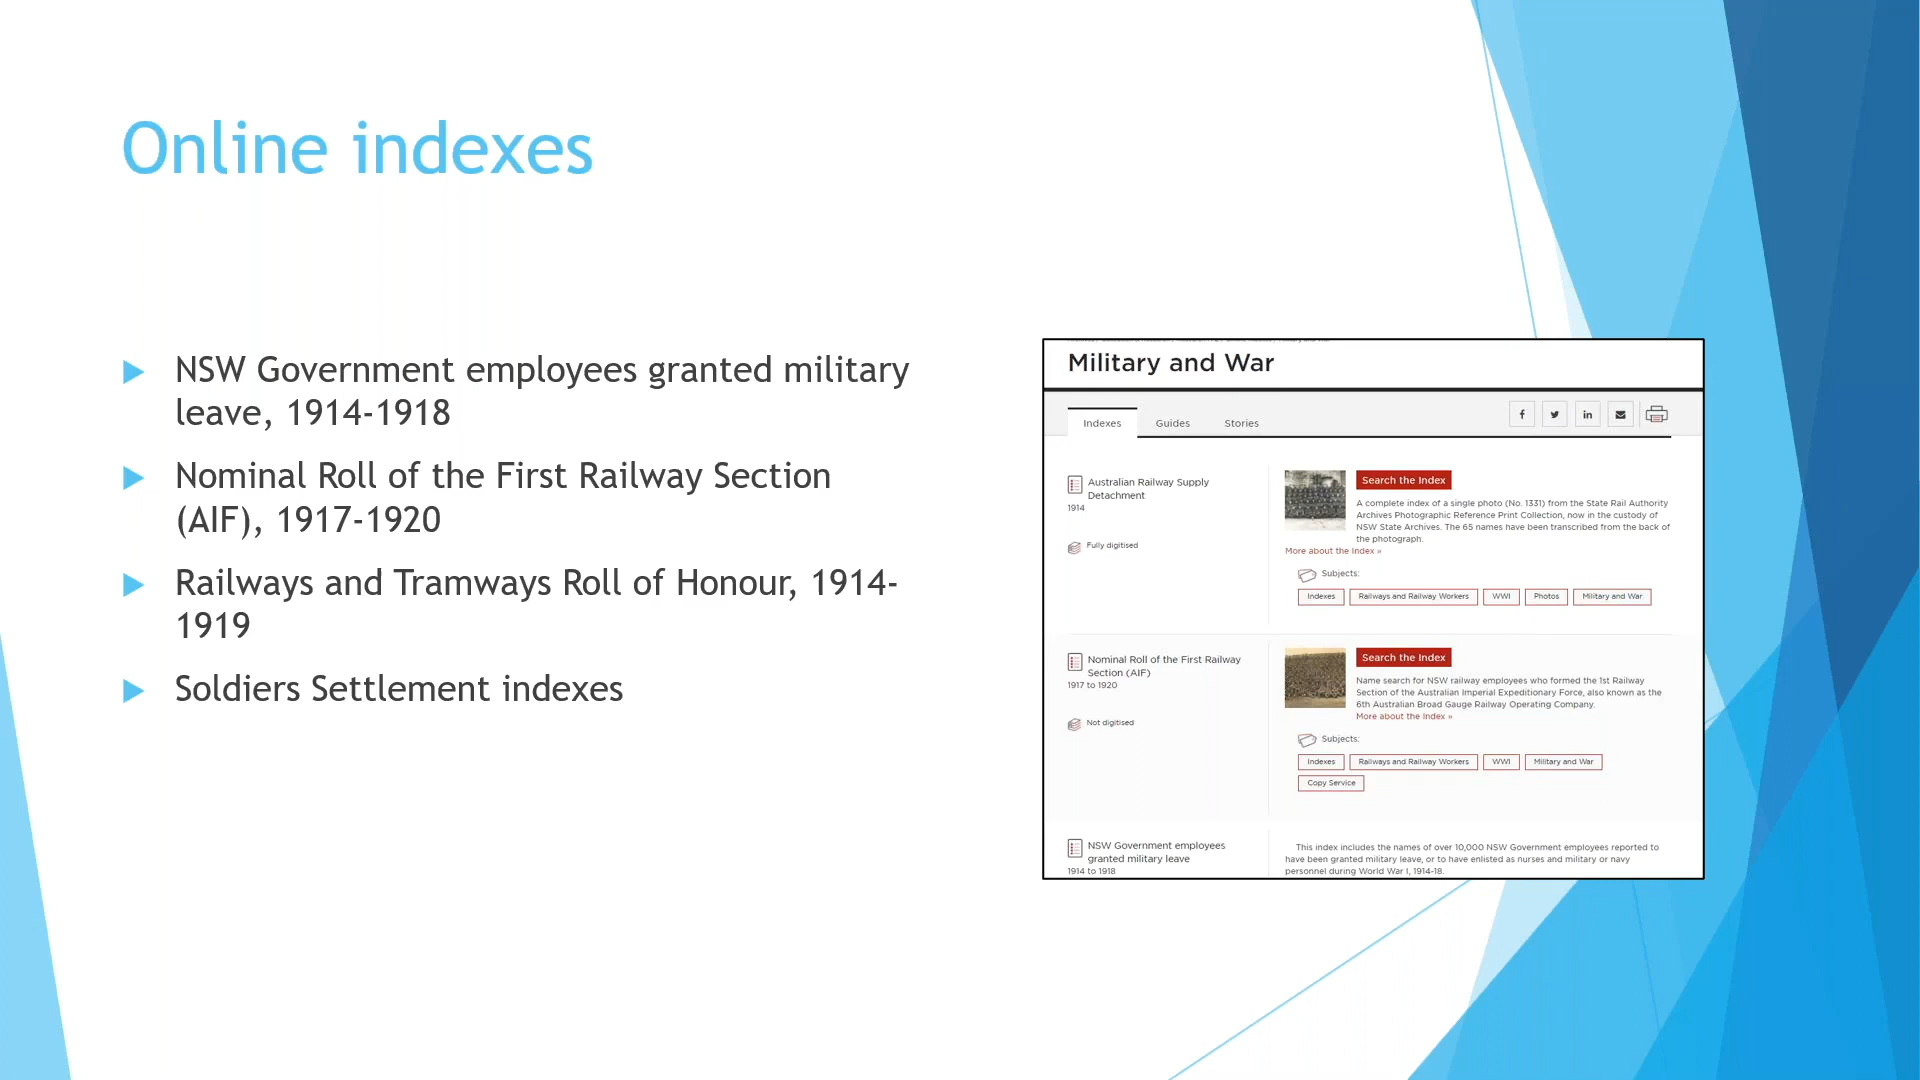 Online indexes
NSW Government employees granted military
leave, 1914-1918
Nominal Roll of the First Railway Section
(AIF), 1917-1920
Railways and Tramways Roll of Honour, 1914-
1919
Soldiers Settlement indexes
Military and War
Indexes
Guides
Stories
Australian Railway Supply
Detachment
1914
Fully digitised
Search the Index
A complete index of a single photo (No. 1331) from the State Rail Authority
Archives Photographic Reference Print Collection, now in the custody of
NSW State Archives. The 65 names have been transcribed from the back of
the photograph.
More about the Index »
Subjects:
Indexes
Railways and Railway Workers
WWI
Photos
Military and War
Nominal Roll of the First Railway
Section (AIF)
1917 to 1920
Not digitised
Search the Index
Name search for NSW railway employees who formed the 1st Railway
Section of the Australian Imperial Expeditionary Force, also known as the
6th Australian Broad Gauge Railway Operating Company.
More about the Index »
Subjects:
Indexes
Railways and Railway Workers
WWI
Military and War
Copy Service
NSW Government employees
granted military leave
1914 to 1918
This index includes the names of over 10,000 NSW Government employees reported to
have been granted military leave, or to have enlisted as nurses and military or navy
personnel during World War I, 1914-18.